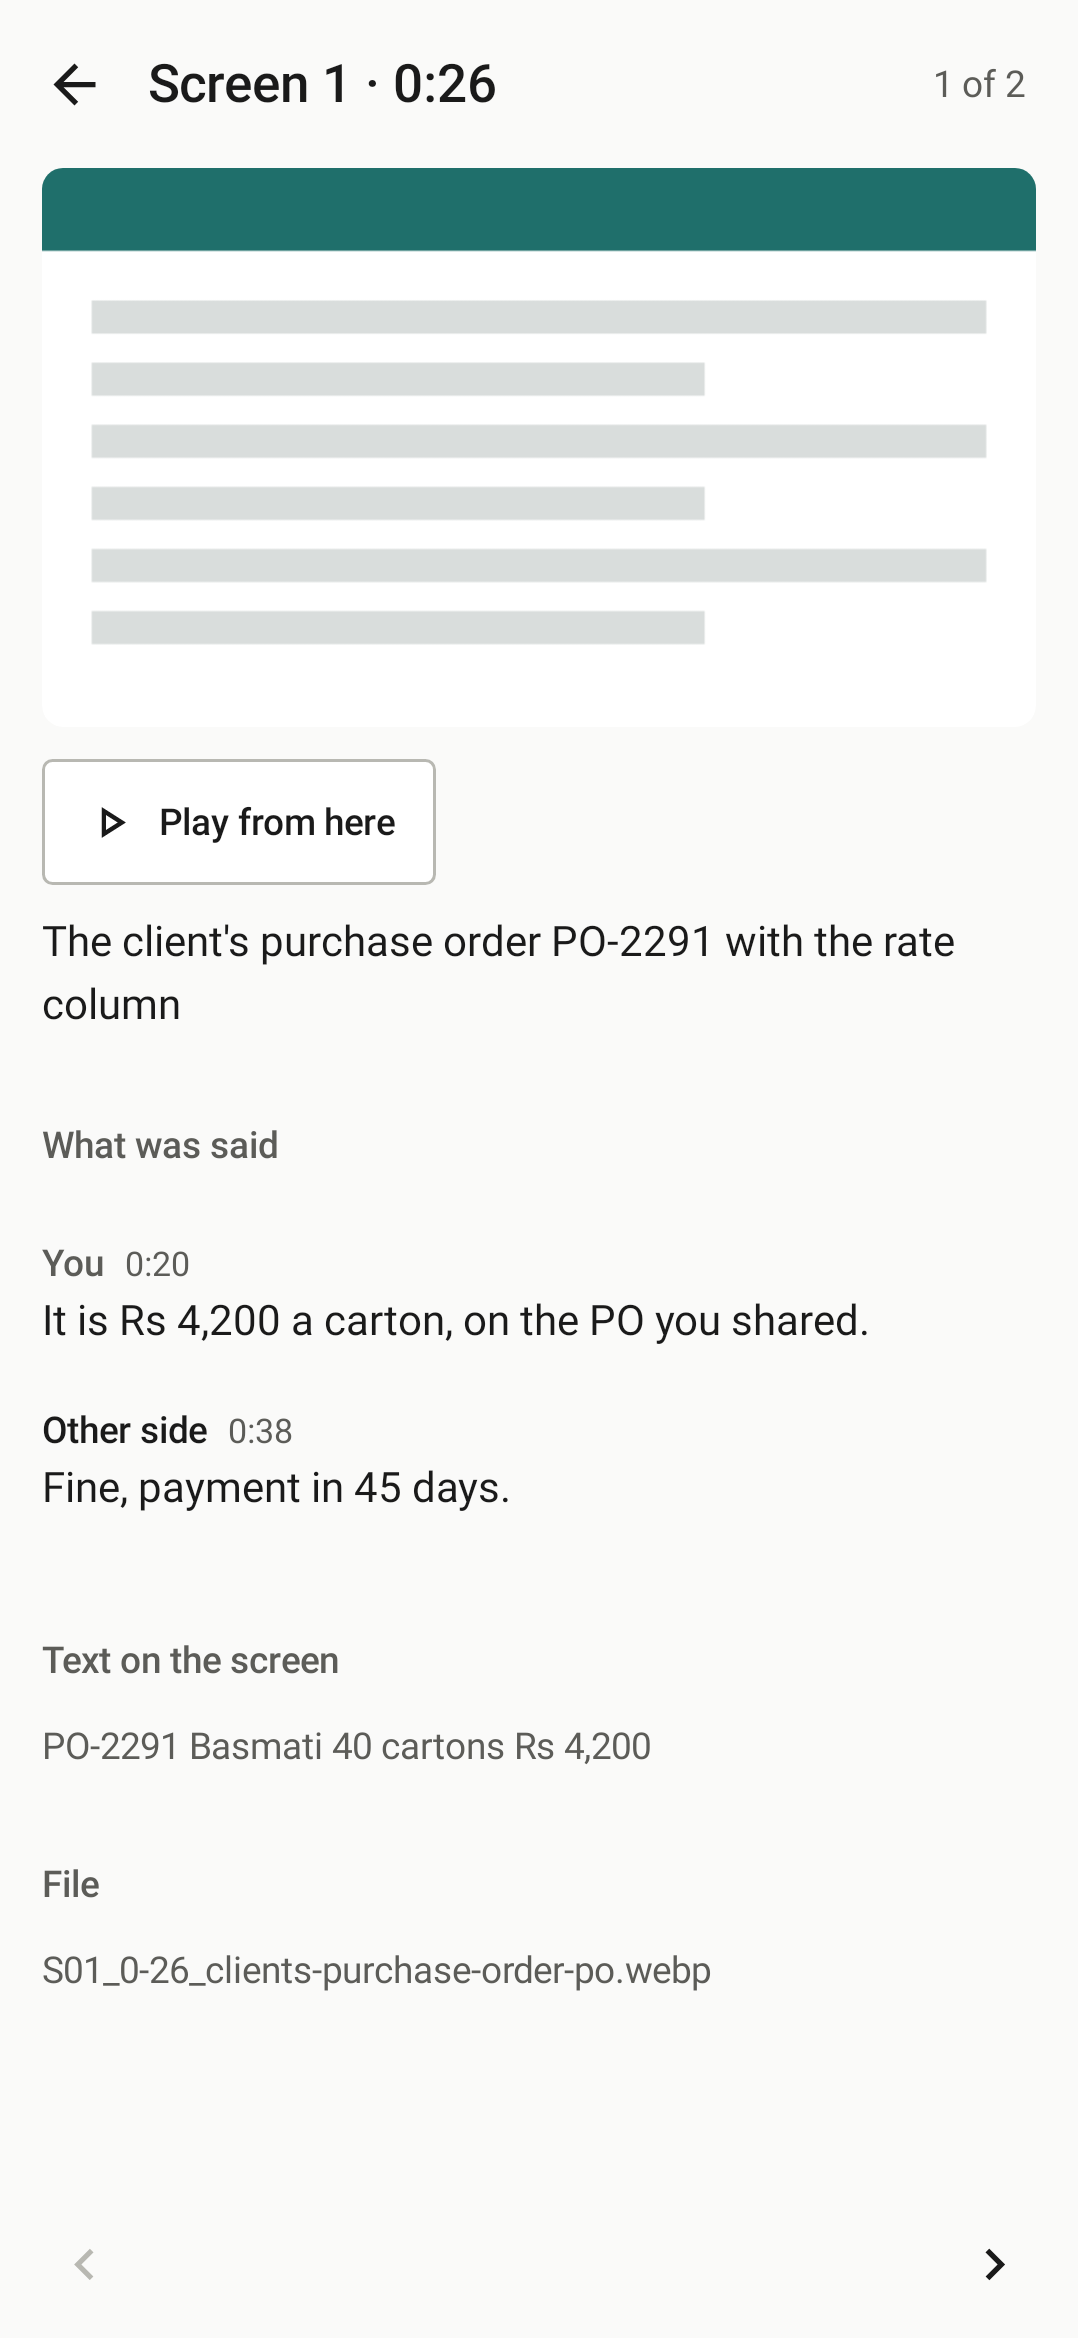 Screen 1 · 0:26
1 of 2
Play from here
The client's purchase order PO-2291 with the rate
column
What was said
You 0:20
It is Rs 4,200 a carton, on the PO you shared.
Other side 0:38
Fine, payment in 45 days.
Text on the screen
PO-2291 Basmati 40 cartons Rs 4,200
File
S01_0-26_clients-purchase-order-po.webp